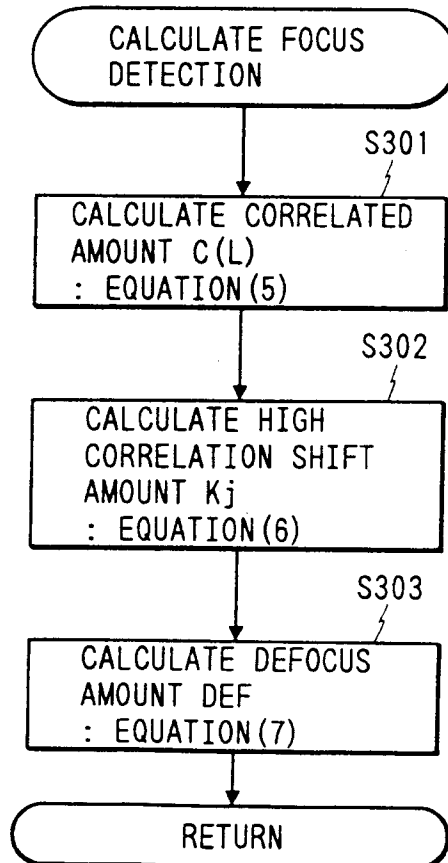 CALCULATE FOCUS
DETECTION
S301
CALCULATE CORRELATED
AMOUNT C(L)
: EQUATION(5)
S302
CALCULATE HIGH
CORRELATION SHIFT
AMOUNT Kj
: EQUATION(6)
S303
CALCULATE DEFOCUS
AMOUNT DEF
: EQUATION(7)
RETURN